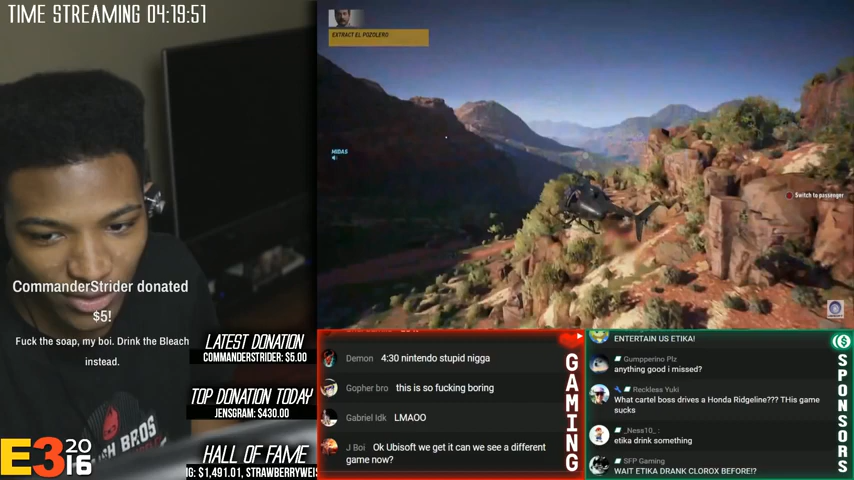 TIME STREAMING 04:19:51
EXTRACT EL POZOLERO
MIDAS
Switch to passenger
CommanderStrider donated
$5!
Fuck the soap, my boi. Drink the Bleach
instead.
LATEST DONATION
COMMANDERSTRIDER: $5.00
TOP DONATION TODAY
JENSGRAM: $430.00
HALL OF FAME
IG: $1,491.01, STRAWBERRYWEIS
E3 2016
SH BROS
Demon 4:30 nintendo stupid nigga
Gopher bro this is so fucking boring
Gabriel Idk LMAOO
J Boi Ok Ubisoft we get it can we see a different
game now?
GAMING
ENTERTAIN US ETIKA!
Gumpperino Plz
anything good i missed?
Reckless Yuki
What cartel boss drives a Honda Ridgeline??? THis game
sucks
_Ness10_ :
etika drink something
SFP Gaming
WAIT ETIKA DRANK CLOROX BEFORE!?
SPONSORS